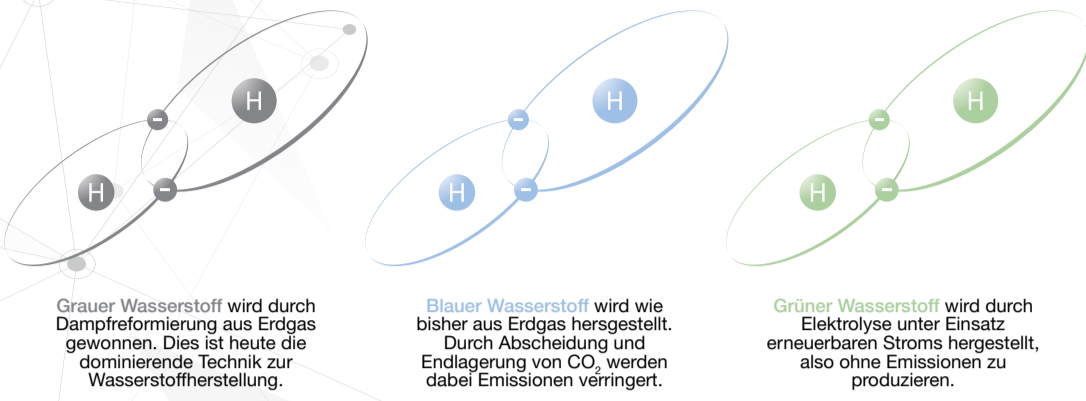 H
H
-
-
H
H
-
-
H
H
-
-
Grauer Wasserstoff wird durch
Dampfreformierung aus Erdgas
gewonnen. Dies ist heute die
dominierende Technik zur
Wasserstoffherstellung.
Blauer Wasserstoff wird wie
bisher aus Erdgas hersgestellt.
Durch Abscheidung und
Endlagerung von CO₂ werden
dabei Emissionen verringert.
Grüner Wasserstoff wird durch
Elektrolyse unter Einsatz
erneuerbaren Stroms hergestellt,
also ohne Emissionen zu
produzieren.